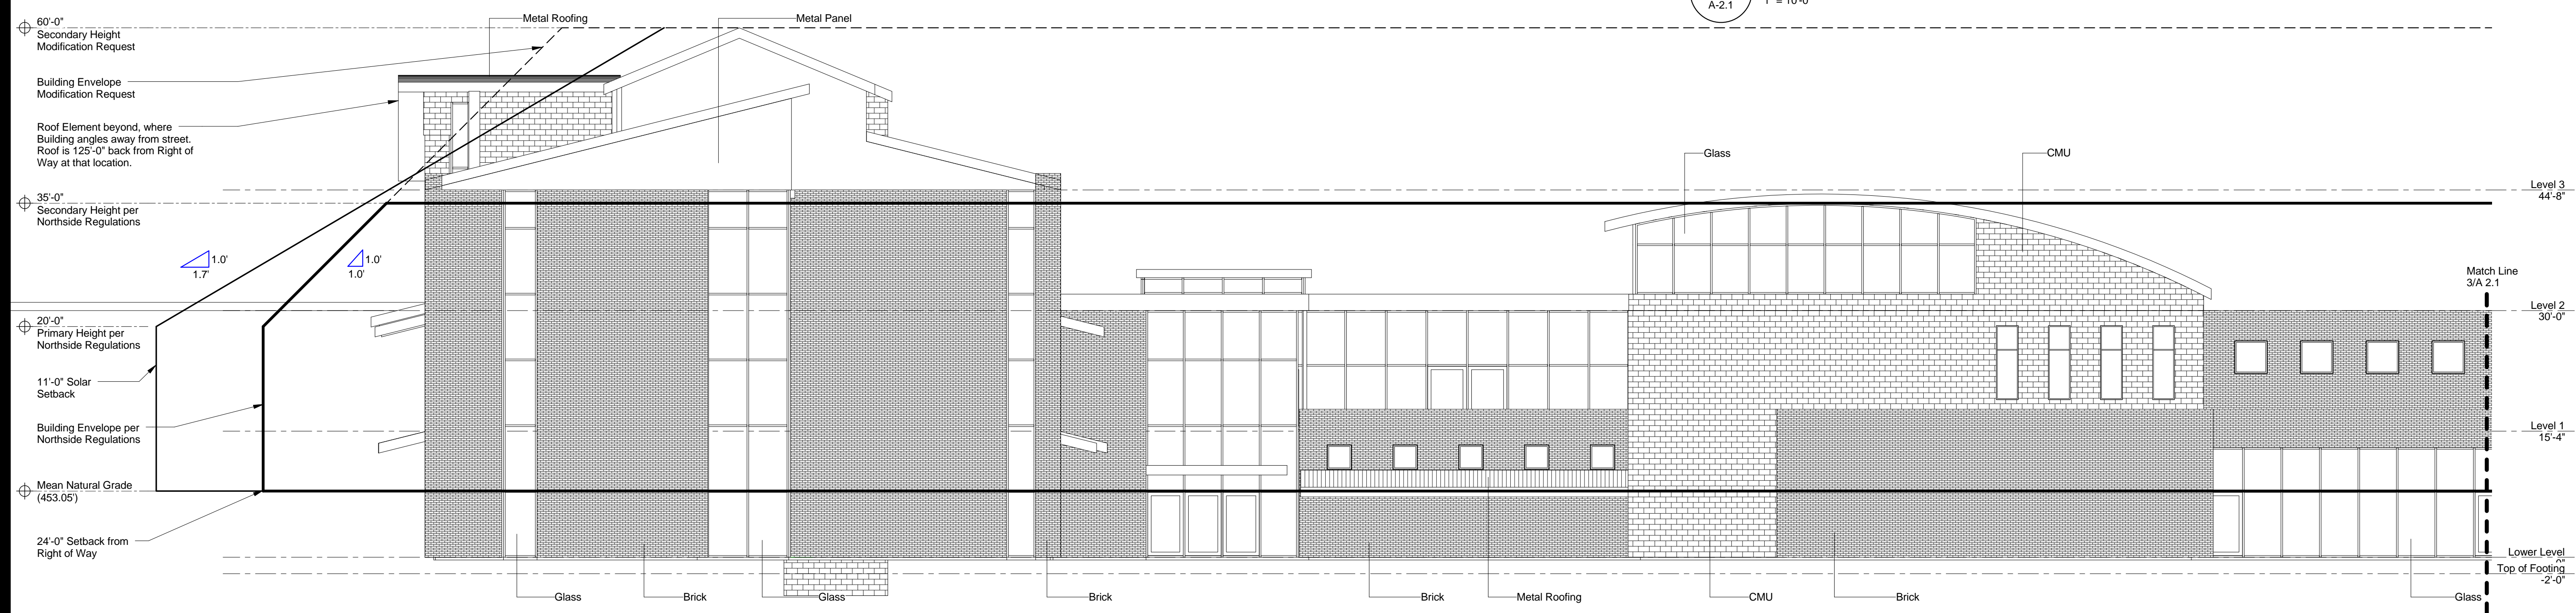 A-2.1
1" = 10'-0"
60'-0"
Secondary Height
Modification Request
Metal Roofing
Metal Panel
Building Envelope
Modification Request
Roof Element beyond, where
Building angles away from street.
Roof is 125'-0" back from Right of
Way at that location.
Glass
CMU
Level 3
44'-8"
35'-0"
Secondary Height per
Northside Regulations
1.0'
1.7'
1.0'
1.0'
Match Line
3/A 2.1
Level 2
30'-0"
20'-0"
Primary Height per
Northside Regulations
11'-0" Solar
Setback
Building Envelope per
Northside Regulations
Level 1
15'-4"
Mean Natural Grade
(453.05')
24'-0" Setback from
Right of Way
Lower Level
0"
Top of Footing
-2'-0"
Glass
Brick
Glass
Brick
Brick
Metal Roofing
CMU
Brick
Glass